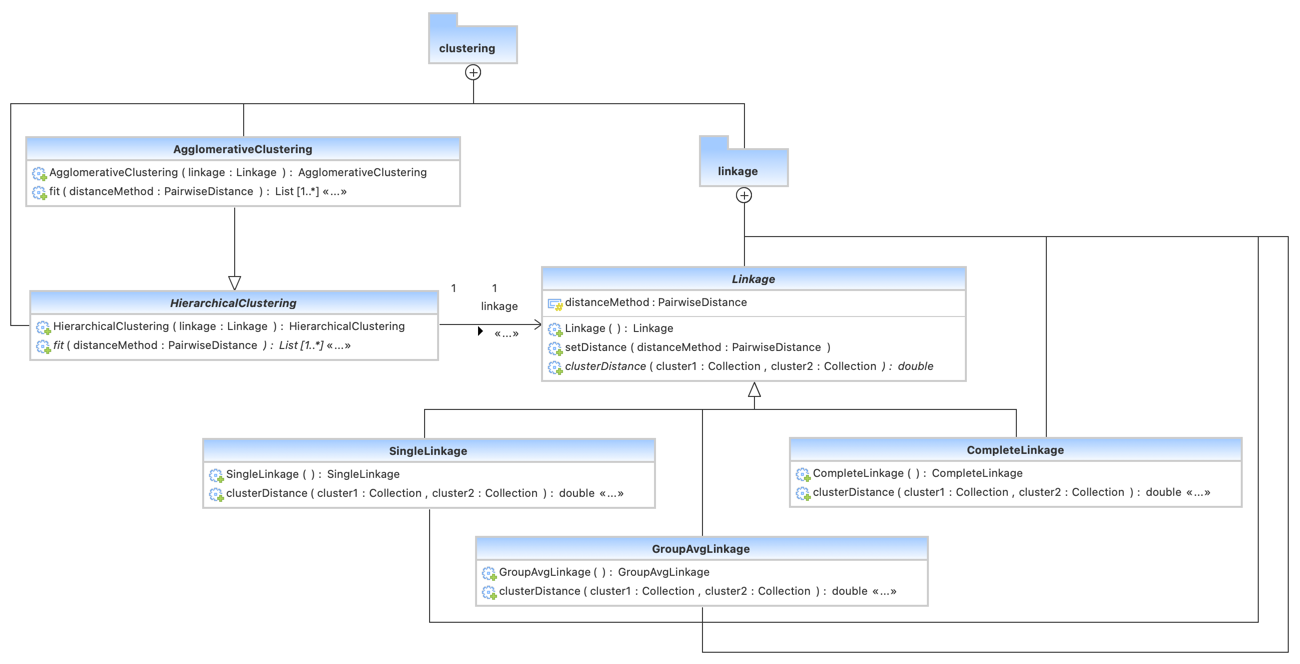 clustering
AgglomerativeClustering
AgglomerativeClustering ( linkage : Linkage ) : AgglomerativeClustering
fit ( distanceMethod : PairwiseDistance ) : List [1..*] «...»
linkage
HierarchicalClustering
HierarchicalClustering ( linkage : Linkage ) : HierarchicalClustering
fit ( distanceMethod : PairwiseDistance ) : List [1..*] «...»
1 1
linkage
«...»
Linkage
distanceMethod : PairwiseDistance
Linkage ( ) : Linkage
setDistance ( distanceMethod : PairwiseDistance )
clusterDistance ( cluster1 : Collection , cluster2 : Collection ) : double
SingleLinkage
SingleLinkage ( ) : SingleLinkage
clusterDistance ( cluster1 : Collection , cluster2 : Collection ) : double «...»
CompleteLinkage
CompleteLinkage ( ) : CompleteLinkage
clusterDistance ( cluster1 : Collection , cluster2 : Collection ) : double «...»
GroupAvgLinkage
GroupAvgLinkage ( ) : GroupAvgLinkage
clusterDistance ( cluster1 : Collection , cluster2 : Collection ) : double «...»